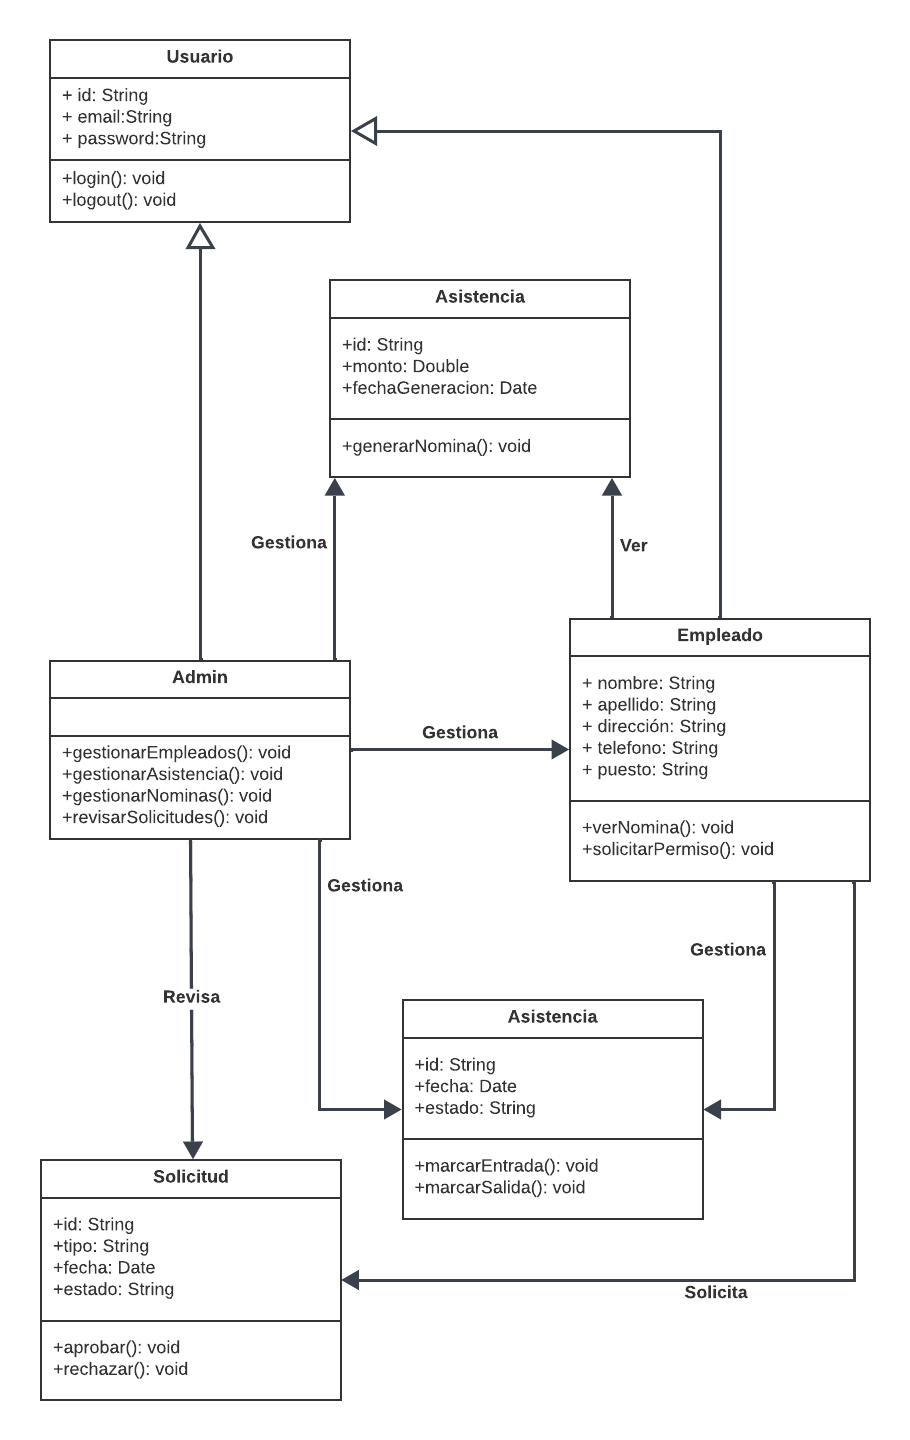 Usuario
+ id: String
+ email:String
+ password:String
+login(): void
+logout(): void
Asistencia
+id: String
+monto: Double
+fechaGeneracion: Date
+generarNomina(): void
Gestiona
Ver
Empleado
+ nombre: String
+ apellido: String
+ dirección: String
+ telefono: String
+ puesto: String
+verNomina(): void
+solicitarPermiso(): void
Admin
+gestionarEmpleados(): void
+gestionarAsistencia(): void
+gestionarNominas(): void
+revisarSolicitudes(): void
Gestiona
Gestiona
Gestiona
Revisa
Asistencia
+id: String
+fecha: Date
+estado: String
+marcarEntrada(): void
+marcarSalida(): void
Solicitud
+id: String
+tipo: String
+fecha: Date
+estado: String
+aprobar(): void
+rechazar(): void
Solicita